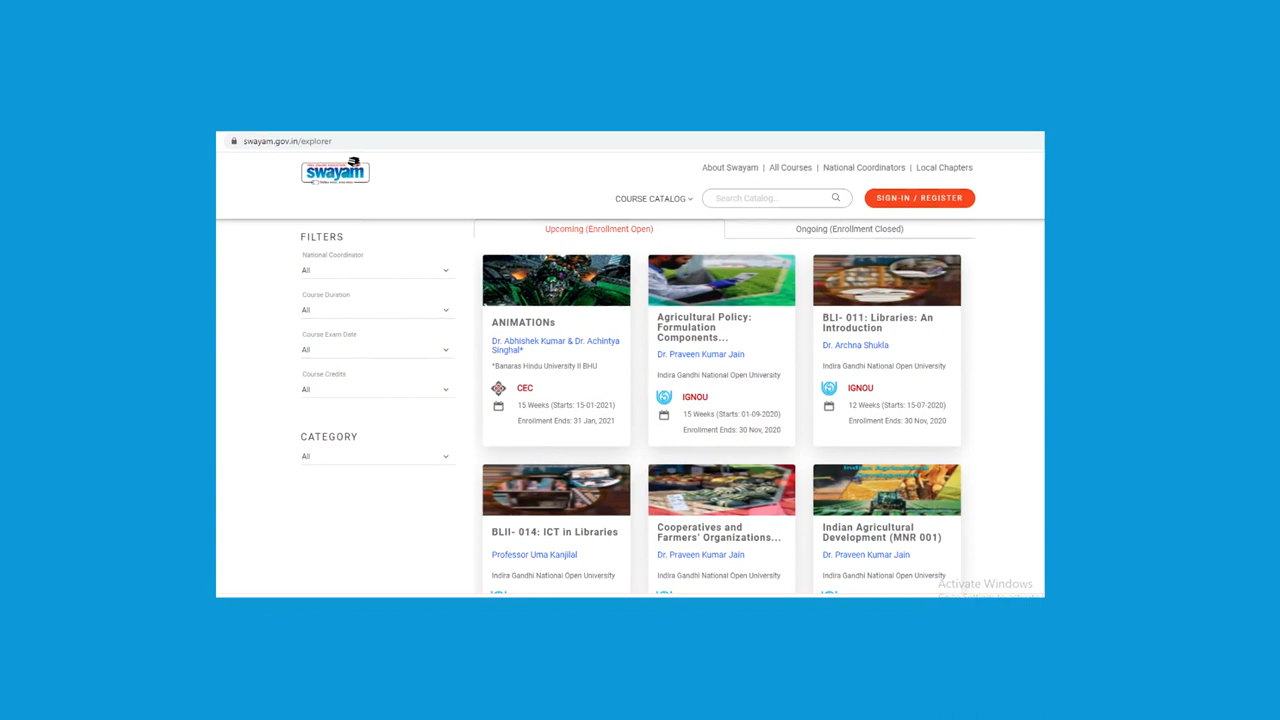 swayam.gov.in/explorer
swayam
About Swayam | All Courses | National Coordinators | Local Chapters
COURSE CATALOG
Search Catalog...
SIGN-IN / REGISTER
FILTERS
National Coordinator
All
Course Duration
All
Course Exam Date
All
Course Credits
All
CATEGORY
All
Upcoming (Enrollment Open)
Ongoing (Enrollment Closed)
ANIMATIONs
Dr. Abhishek Kumar & Dr. Achintya
Singhal*
*Banaras Hindu University II BHU
CEC
15 Weeks (Starts: 15-01-2021)
Enrollment Ends: 31 Jan, 2021
Agricultural Policy:
Formulation
Components...
Dr. Praveen Kumar Jain
Indira Gandhi National Open University
IGNOU
15 Weeks (Starts: 01-09-2020)
Enrollment Ends: 30 Nov, 2020
BLI- 011: Libraries: An
Introduction
Dr. Archna Shukla
Indira Gandhi National Open University
IGNOU
12 Weeks (Starts: 15-07-2020)
Enrollment Ends: 30 Nov, 2020
BLII- 014: ICT in Libraries
Professor Uma Kanjilal
Indira Gandhi National Open University
Cooperatives and
Farmers' Organizations...
Dr. Praveen Kumar Jain
Indira Gandhi National Open University
Indian Agricultural
Development
Indian Agricultural
Development (MNR 001)
Dr. Praveen Kumar Jain
Indira Gandhi National Open University
Activate Windows